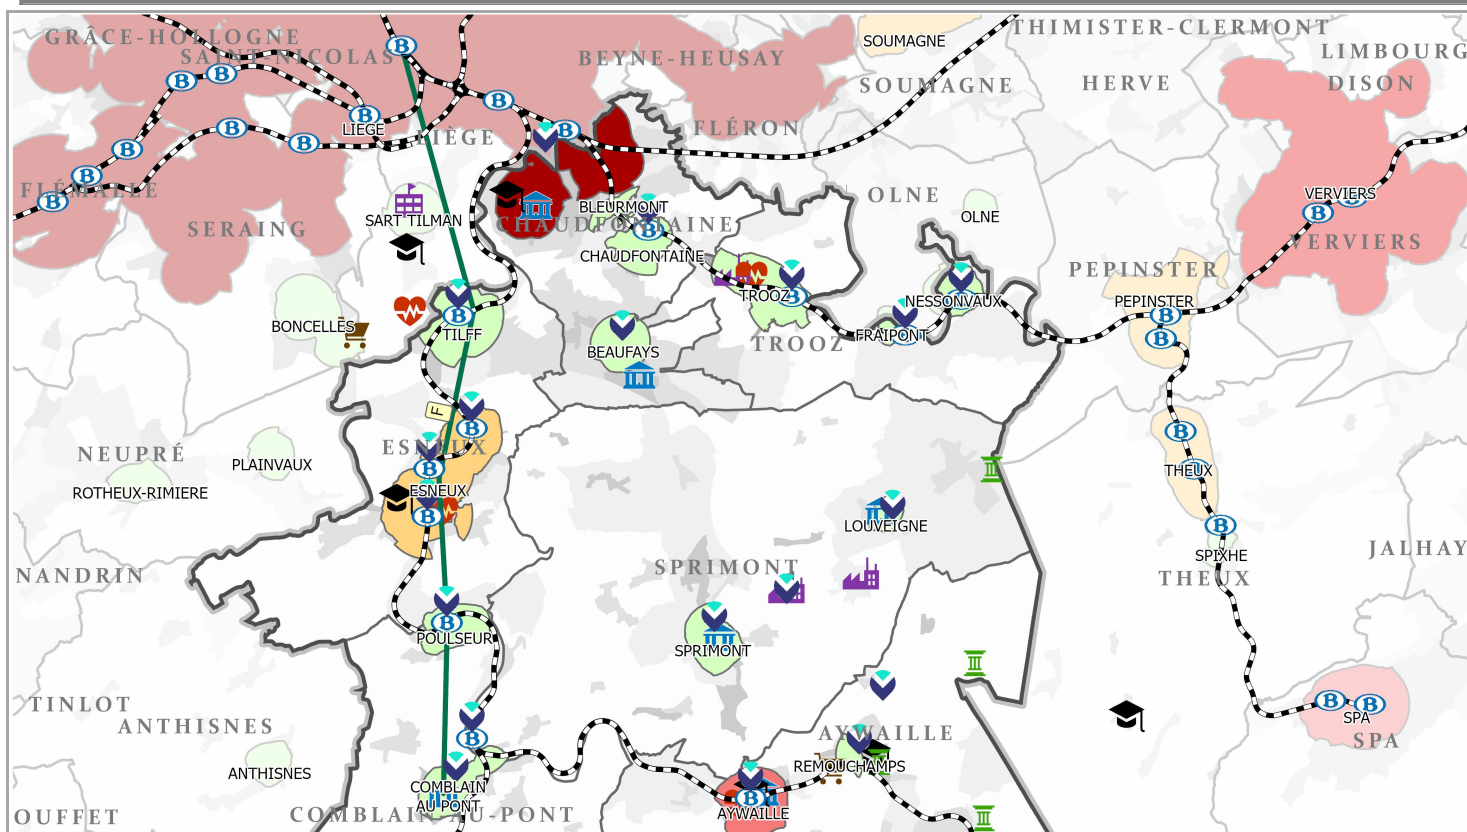 THIMISTER-CLERMONT
GRÂCE-HOLLOGNE
SOUMAGNE
LIMBOURG
SAINT-NICOLAS
BEYNE-HEUSAY
B
B
B
SOUMAGNE
HERVE
DISON
B
B
LIEGE
LIÈGE
FLÉRON
B
B
B
B
B
FLÉMALLE
B
OLNE
VERVIERS
B
B
SART TILMAN
BLEURMONT
OLNE
SERAING
CHAUDFONTAINE
B
VERVIERS
CHAUDFONTAINE
PEPINSTER
TROOZ
B
NESSONVAUX
PEPINSTER
B
B
BONCELLES
TILFF
FRAIPONT
B
BEAUFAYS
TROOZ
F
B
B
ESNEUX
NEUPRÉ
PLAINVAUX
B
THEUX
B
ROTHEUX-RIMIERE
ESNEUX
B
LOUVEIGNE
B
JALHAY
SPIXHE
SPRIMONT
NANDRIN
THEUX
B
POULSEUR
SPRIMONT
TINLOT
B
B
SPA
ANTHISNES
AYWAILLE
SPA
B
REMOUCHAMPS
ANTHISNES
COMBLAIN
AU PONT
B
AYWAILLE
OUFFET
COMBLAIN-AU-PONT